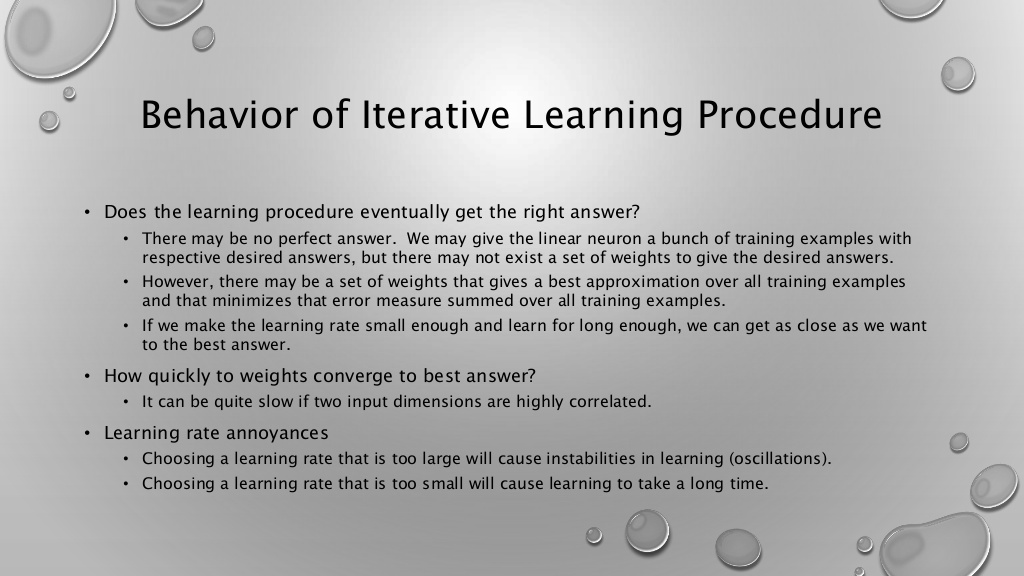 Behavior of Iterative Learning Procedure
• Does the learning procedure eventually get the right answer?
• There may be no perfect answer.  We may give the linear neuron a bunch of training examples with
respective desired answers, but there may not exist a set of weights to give the desired answers.
• However, there may be a set of weights that gives a best approximation over all training examples
and that minimizes that error measure summed over all training examples.
• If we make the learning rate small enough and learn for long enough, we can get as close as we want
to the best answer.
• How quickly to weights converge to best answer?
• It can be quite slow if two input dimensions are highly correlated.
• Learning rate annoyances
• Choosing a learning rate that is too large will cause instabilities in learning (oscillations).
• Choosing a learning rate that is too small will cause learning to take a long time.